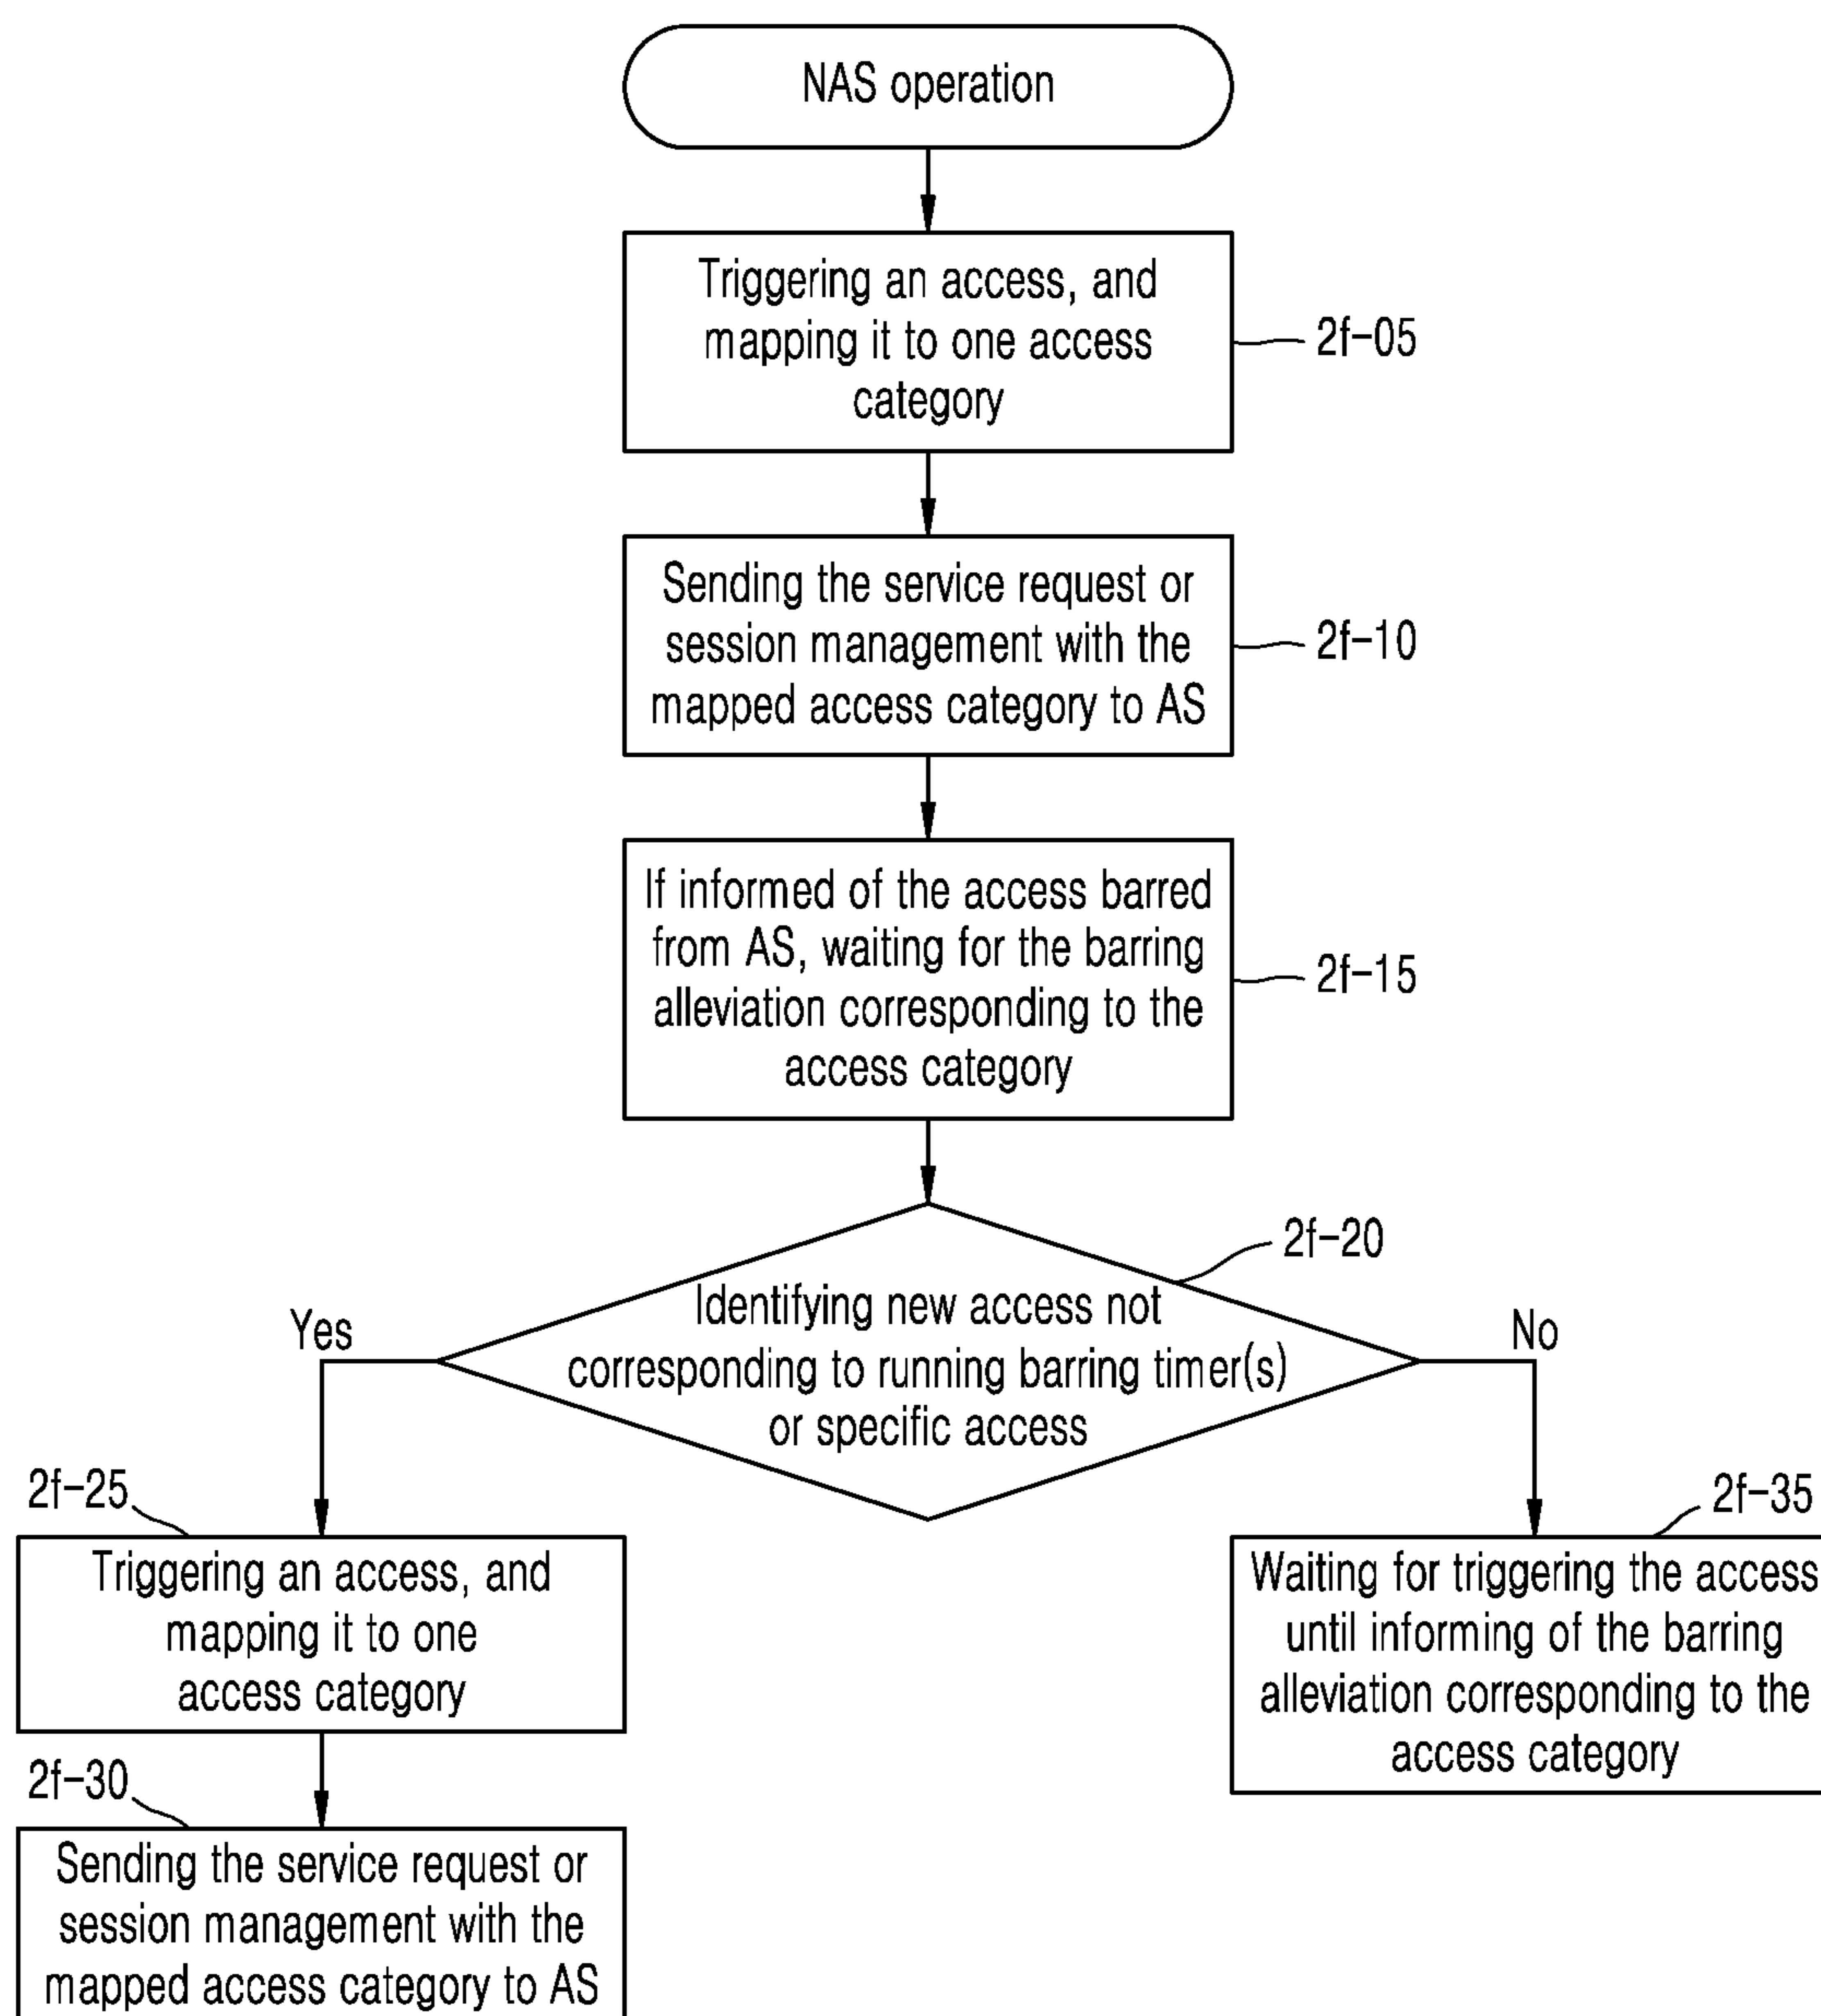 NAS operation
Triggering an access, and
mapping it to one access
category
2f-05
Sending the service request or
session management with the
mapped access category to AS
2f-10
If informed of the access barred
from AS, waiting for the barring
alleviation corresponding to the
access category
2f-15
2f-20
Identifying new access not
corresponding to running barring timer(s)
or specific access
Yes
No
2f-25
Triggering an access, and
mapping it to one
access category
2f-35
Waiting for triggering the access
until informing of the barring
alleviation corresponding to the
access category
2f-30
Sending the service request or
session management with the
mapped access category to AS